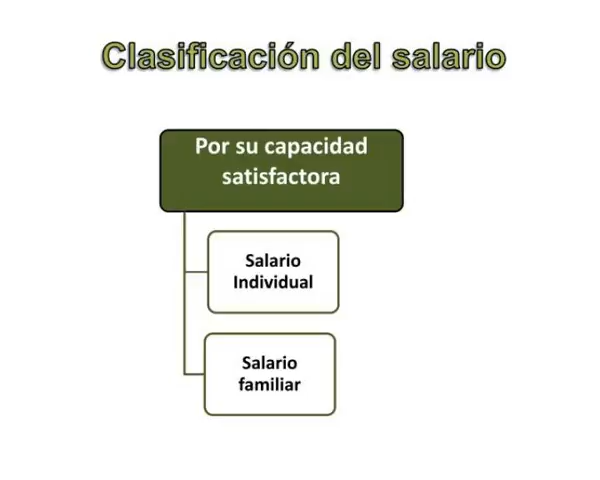 Clasificación del salario
Por su capacidad
satisfactora
Salario
Individual
Salario
familiar